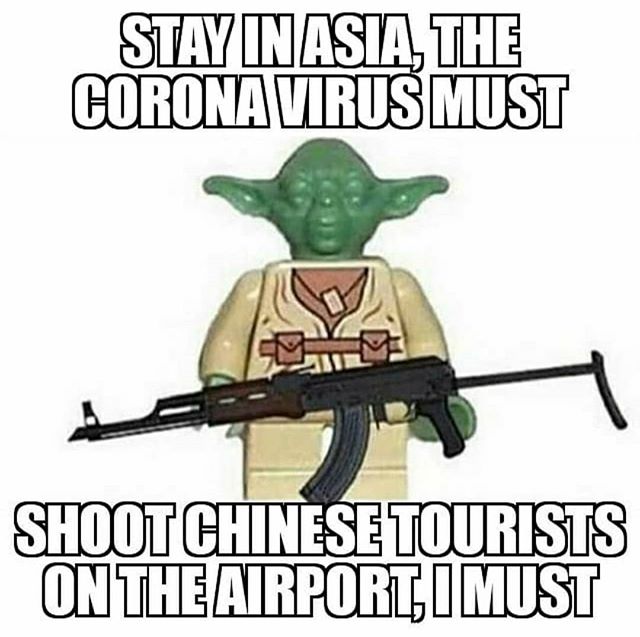 STAY IN ASIA, THE
CORONA VIRUS MUST
SHOOT CHINESE TOURISTS
ON THE AIRPORT, I MUST